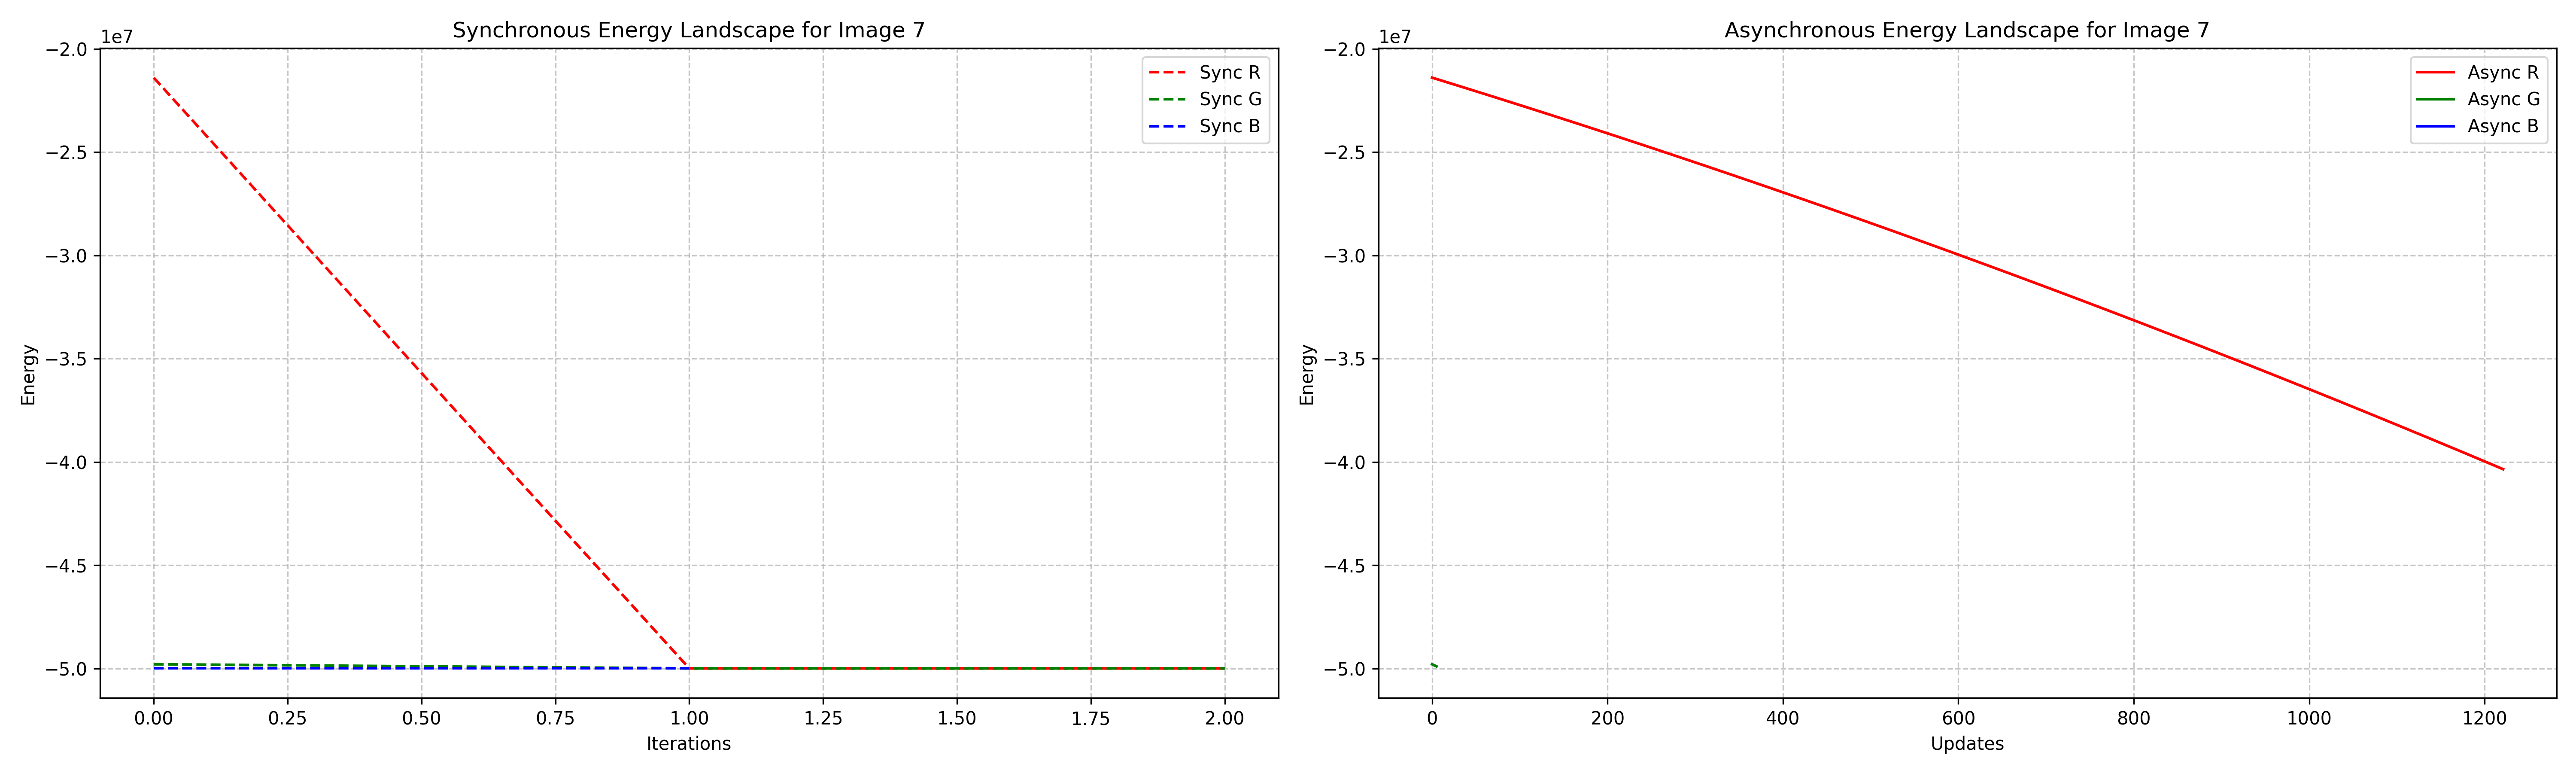 Synchronous Energy Landscape for Image 7
1e7
−2.0
−2.5
−3.0
−3.5
−4.0
−4.5
−5.0
Energy
0.00 0.25 0.50 0.75 1.00 1.25 1.50 1.75 2.00
Iterations
Sync R
Sync G
Sync B
Asynchronous Energy Landscape for Image 7
1e7
−2.0
−2.5
−3.0
−3.5
−4.0
−4.5
−5.0
Energy
0 200 400 600 800 1000 1200
Updates
Async R
Async G
Async B